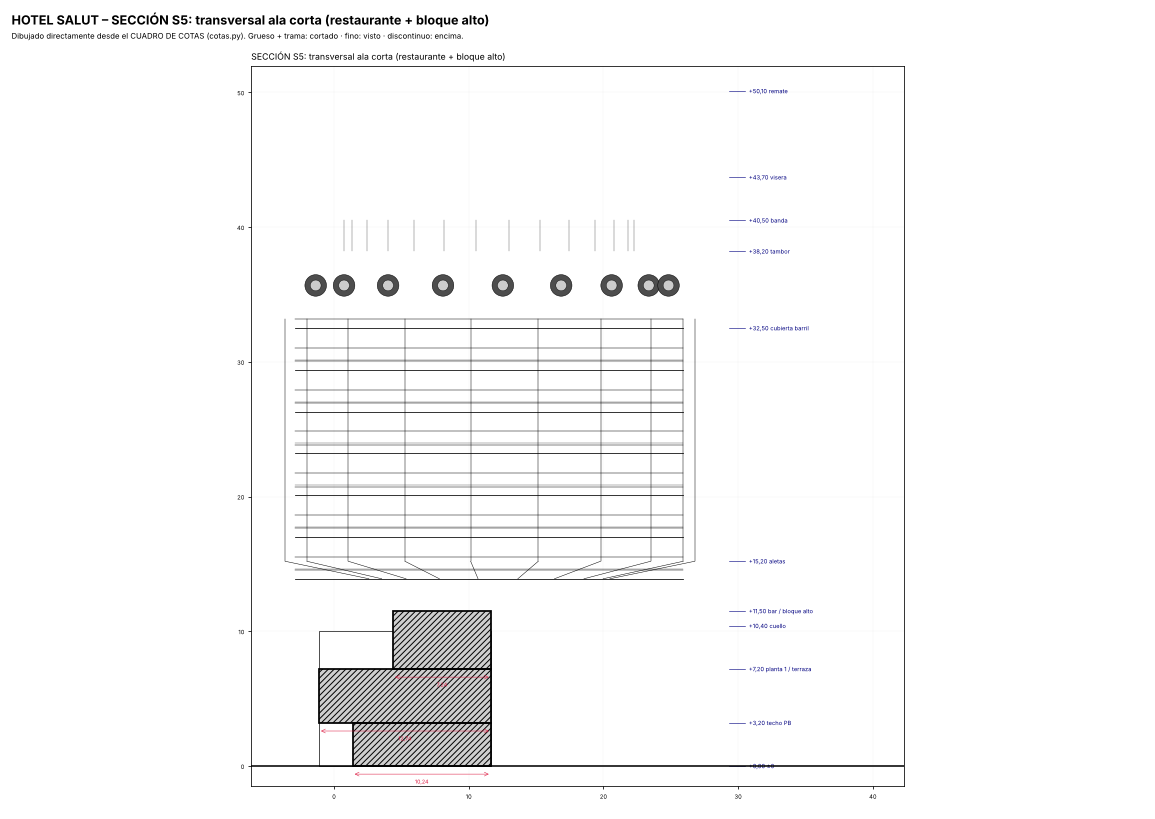 HOTEL SALUT – SECCIÓN S5: transversal ala corta (restaurante + bloque alto)
Dibujado directamente desde el CUADRO DE COTAS (cotas.py). Grueso + trama: cortado · fino: visto · discontinuo: encima.
SECCIÓN S5: transversal ala corta (restaurante + bloque alto)
50
+50,10 remate
+43,70 visera
40
+40,50 banda
+38,20 tambor
+32,50 cubierta barril
30
20
+15,20 aletas
+11,50 bar / bloque alto
10
+10,40 cuello
+7,20 planta 1 / terraza
+3,20 techo PB
0
10,24
0
10
20
30
40